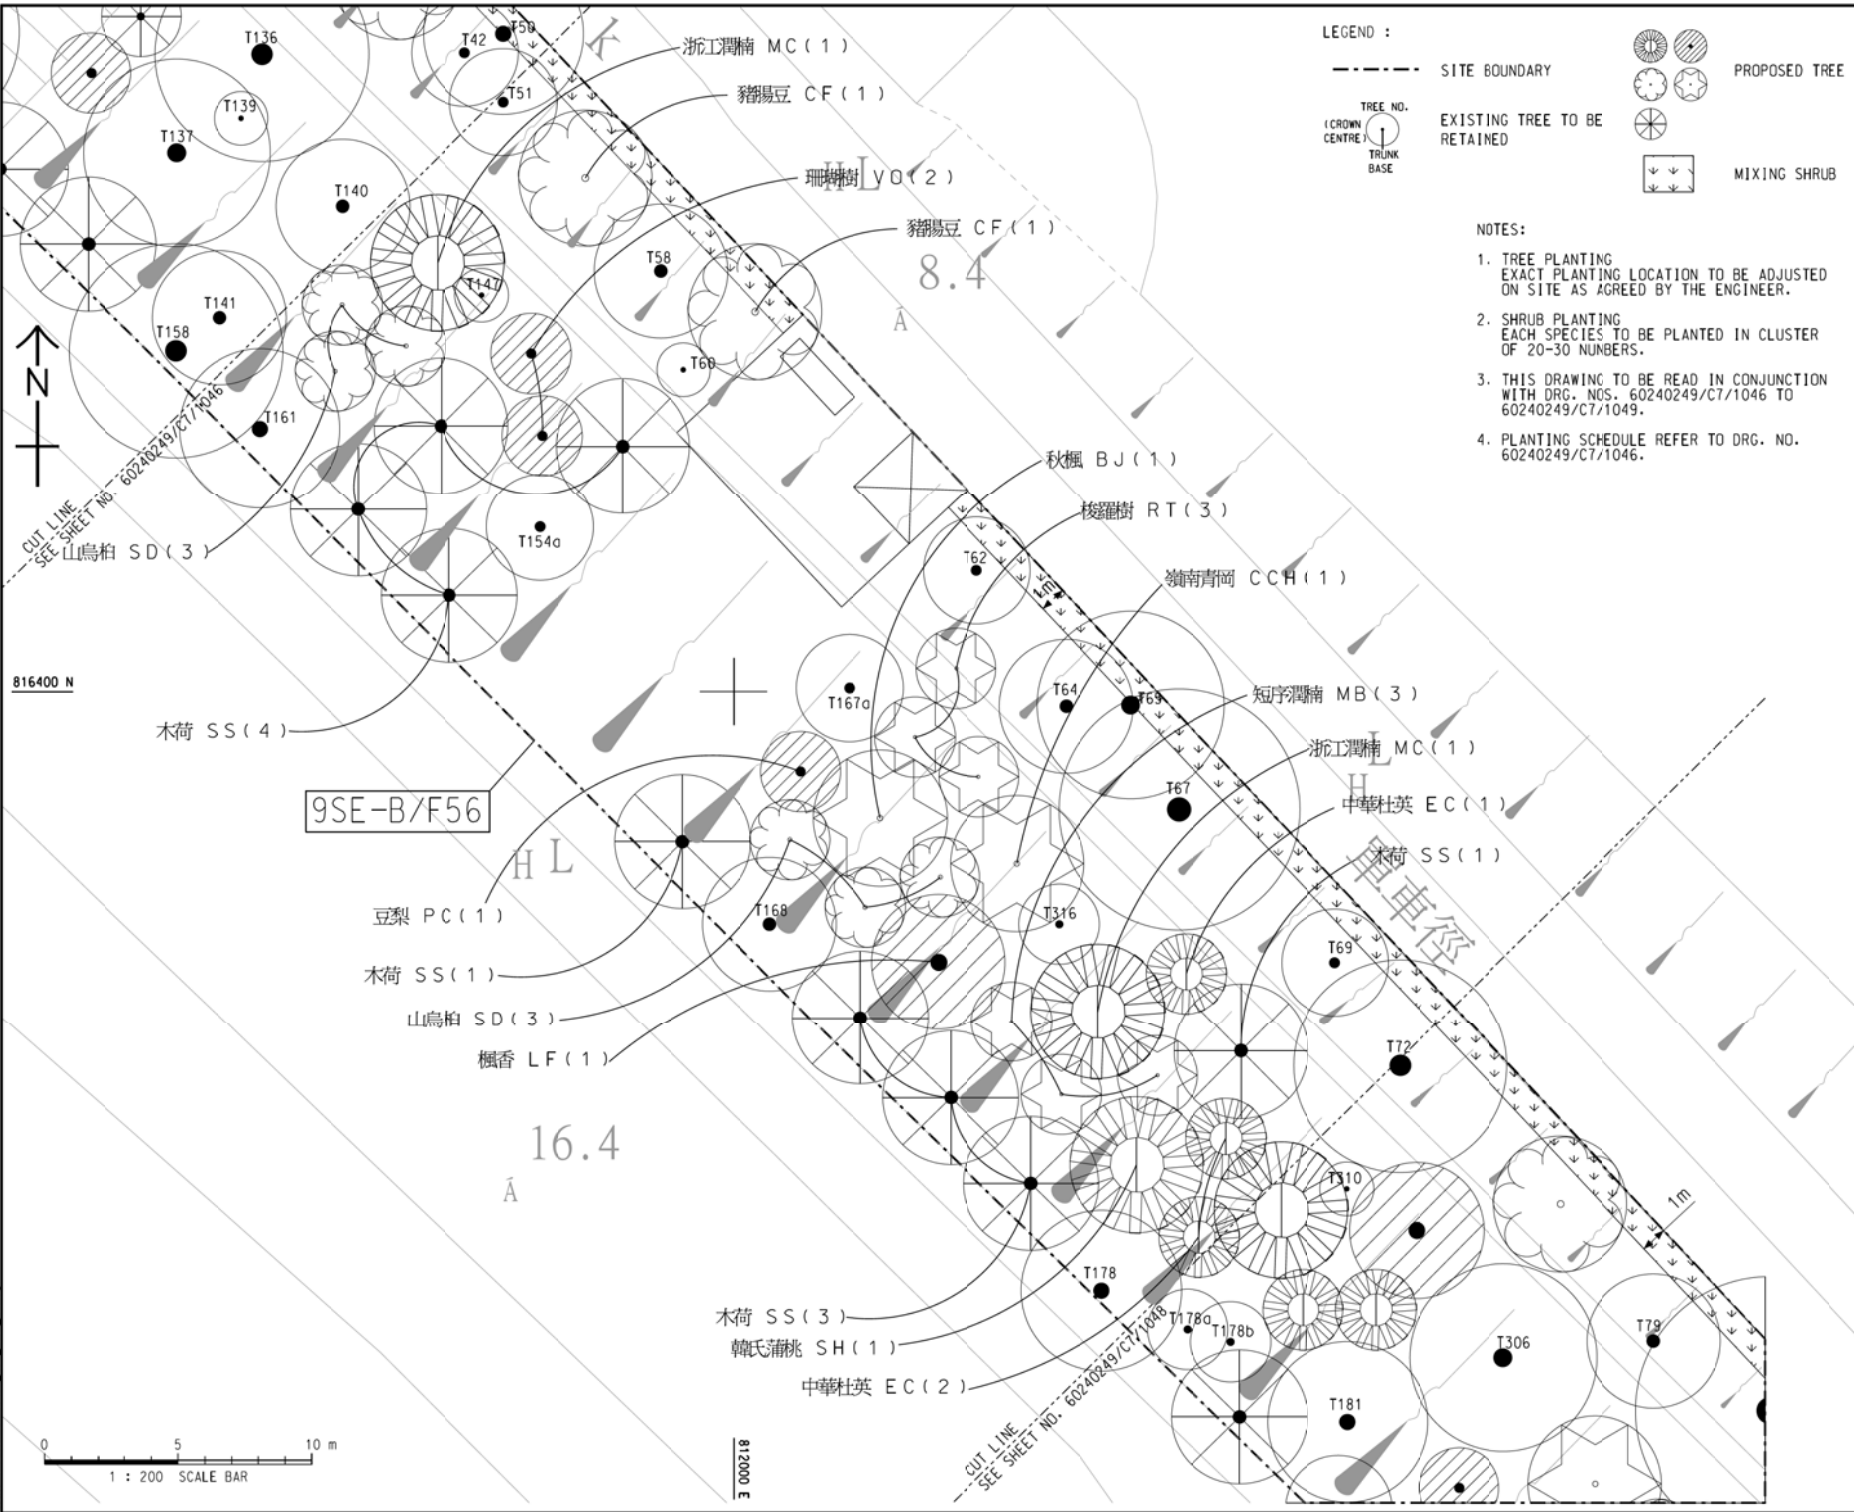 LEGEND :
SITE BOUNDARY
PROPOSED TREE
TREE NO.
(CROWN
CENTRE)
TRUNK
BASE
EXISTING TREE TO BE
RETAINED
MIXING SHRUB
NOTES:
1. TREE PLANTING
EXACT PLANTING LOCATION TO BE ADJUSTED
ON SITE AS AGREED BY THE ENGINEER.
2. SHRUB PLANTING
EACH SPECIES TO BE PLANTED IN CLUSTER
OF 20-30 NUNBERS.
3. THIS DRAWING TO BE READ IN CONJUNCTION
WITH DRG. NOS. 60240249/C7/1046 TO
60240249/C7/1049.
4. PLANTING SCHEDULE REFER TO DRG. NO.
60240249/C7/1046.
T136
T42
T50
k
浙江潤楠 MC(1)
T51
豬腸豆 CF(1)
T139
T137
HL
珊瑚樹 VO(2)
T140
豬腸豆 CF(1)
T58
8.4
T147
Á
T141
T158
T60
N
T161
CUT LINE
SEE SHEET NO. 60240249/C7/1046
秋楓 BJ(1)
梭羅樹 RT(3)
T154a
山烏桕 SD(3)
T62
嶺南青岡 CCH(1)
1m
816400 N
T64
T65
短序潤楠 MB(3)
T167a
木荷 SS(4)
浙江潤楠 MC(1)
L
H
T67
中華杜英 EC(1)
9SE-B/F56
H L
木荷 SS(1)
單車徑
豆梨 PC(1)
T168
T316
T69
木荷 SS(1)
山烏桕 SD(3)
楓香 LF(1)
T72
16.4
Á
T310
1m
T178
木荷 SS(3)
T178a
T178b
T79
韓氏蒲桃 SH(1)
T306
中華杜英 EC(2)
T181
CUT LINE
SEE SHEET NO. 60240249/C7/1048
0 5 10 m
1 : 200 SCALE BAR
812000 E